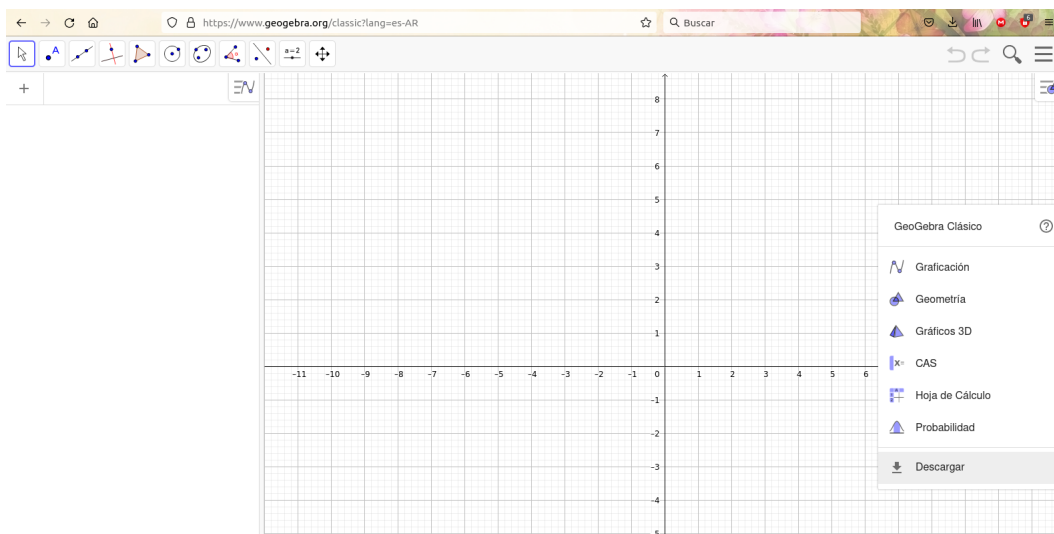 https://www.geogebra.org/classic?lang=es-AR
Buscar
6
A
a=2
+
8
7
6
5
4
3
2
1
-11 -10 -9 -8 -7 -6 -5 -4 -3 -2 -1 0 1 2 3 4 5 6
-1
-2
-3
-4
GeoGebra Clásico
Graficación
Geometría
Gráficos 3D
x= CAS
Hoja de Cálculo
Probabilidad
Descargar